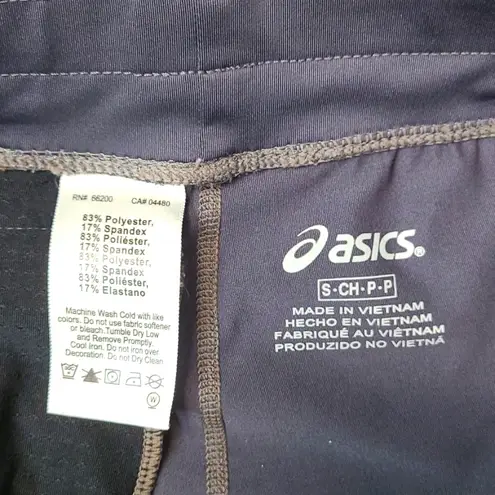 RN# 66200 CA# 04480
83% Polyester,
17% Spandex
83% Poliéster,
17% Spandex
83% Polyester,
17% Spandex
83% Poliéster,
17% Elastano
Machine Wash Cold with like
colors. Do not use fabric softener
or bleach. Tumble Dry Low
and Remove Promptly.
Cool Iron. Do not iron over
Decoration. Do not Dry Clean
W
asics®
S-CH-P-P
MADE IN VIETNAM
HECHO EN VIETNAM
FABRIQUÉ AU VIÊTNAM
PRODUZIDO NO VIETNÃ